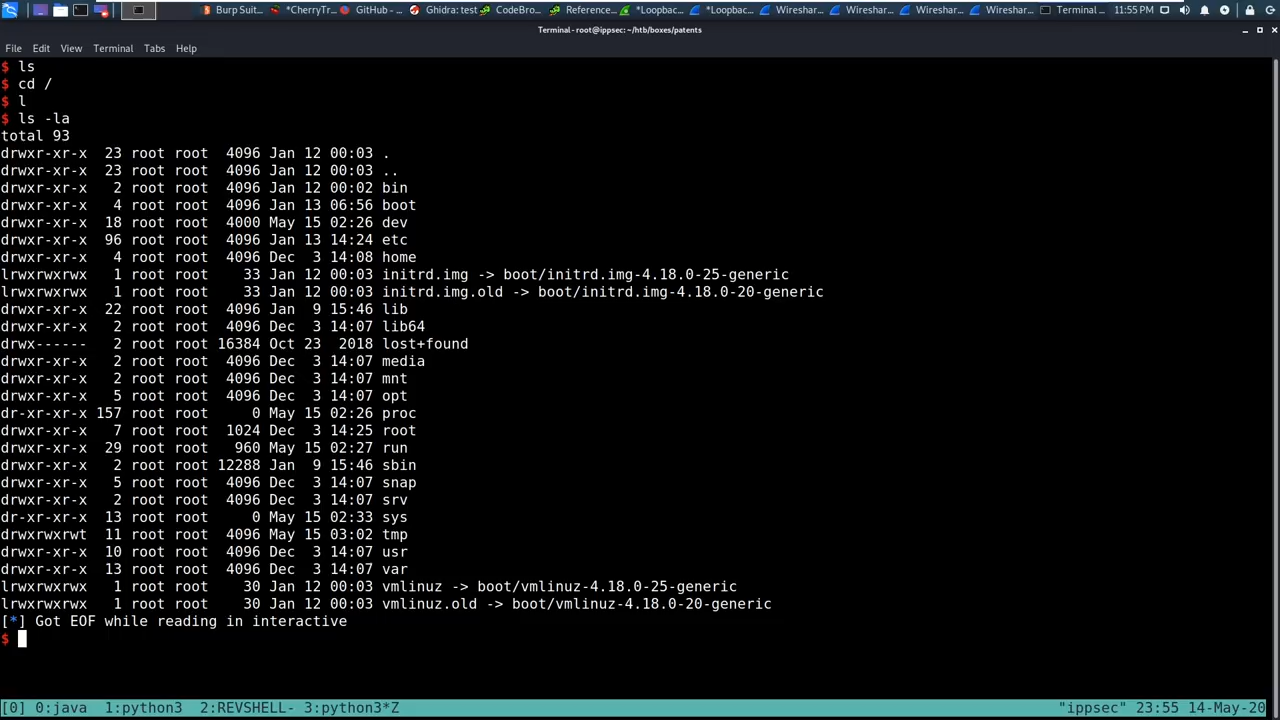 Burp Suit... *CherryTr... GitHub -... Ghidra: test CodeBro... Reference... *Loopbac... *Loopbac... Wireshar... Wireshar... Wireshar... Wireshar... Terminal ... 11:55 PM
Terminal - root@ippsec: ~/htb/boxes/patents
File Edit View Terminal Tabs Help
$ ls
$ cd /
$ l
$ ls -la
total 93
drwxr-xr-x  23 root root  4096 Jan 12 00:03 .
drwxr-xr-x  23 root root  4096 Jan 12 00:03 ..
drwxr-xr-x   2 root root  4096 Jan 12 00:02 bin
drwxr-xr-x   4 root root  4096 Jan 13 06:56 boot
drwxr-xr-x  18 root root  4000 May 15 02:26 dev
drwxr-xr-x  96 root root  4096 Jan 13 14:24 etc
drwxr-xr-x   4 root root  4096 Dec  3 14:08 home
lrwxrwxrwx   1 root root    33 Jan 12 00:03 initrd.img -> boot/initrd.img-4.18.0-25-generic
lrwxrwxrwx   1 root root    33 Jan 12 00:03 initrd.img.old -> boot/initrd.img-4.18.0-20-generic
drwxr-xr-x  22 root root  4096 Jan  9 15:46 lib
drwxr-xr-x   2 root root  4096 Dec  3 14:07 lib64
drwx------   2 root root 16384 Oct 23  2018 lost+found
drwxr-xr-x   2 root root  4096 Dec  3 14:07 media
drwxr-xr-x   2 root root  4096 Dec  3 14:07 mnt
drwxr-xr-x   5 root root  4096 Dec  3 14:07 opt
dr-xr-xr-x 157 root root     0 May 15 02:26 proc
drwxr-xr-x   7 root root  1024 Dec  3 14:25 root
drwxr-xr-x  29 root root   960 May 15 02:27 run
drwxr-xr-x   2 root root 12288 Jan  9 15:46 sbin
drwxr-xr-x   5 root root  4096 Dec  3 14:07 snap
drwxr-xr-x   2 root root  4096 Dec  3 14:07 srv
dr-xr-xr-x  13 root root     0 May 15 02:33 sys
drwxrwxrwt  11 root root  4096 May 15 03:02 tmp
drwxr-xr-x  10 root root  4096 Dec  3 14:07 usr
drwxr-xr-x  13 root root  4096 Dec  3 14:07 var
lrwxrwxrwx   1 root root    30 Jan 12 00:03 vmlinuz -> boot/vmlinuz-4.18.0-25-generic
lrwxrwxrwx   1 root root    30 Jan 12 00:03 vmlinuz.old -> boot/vmlinuz-4.18.0-20-generic
[*] Got EOF while reading in interactive
$
[0] 0:java  1:python3  2:REVSHELL- 3:python3*Z "ippsec" 23:55 14-May-20